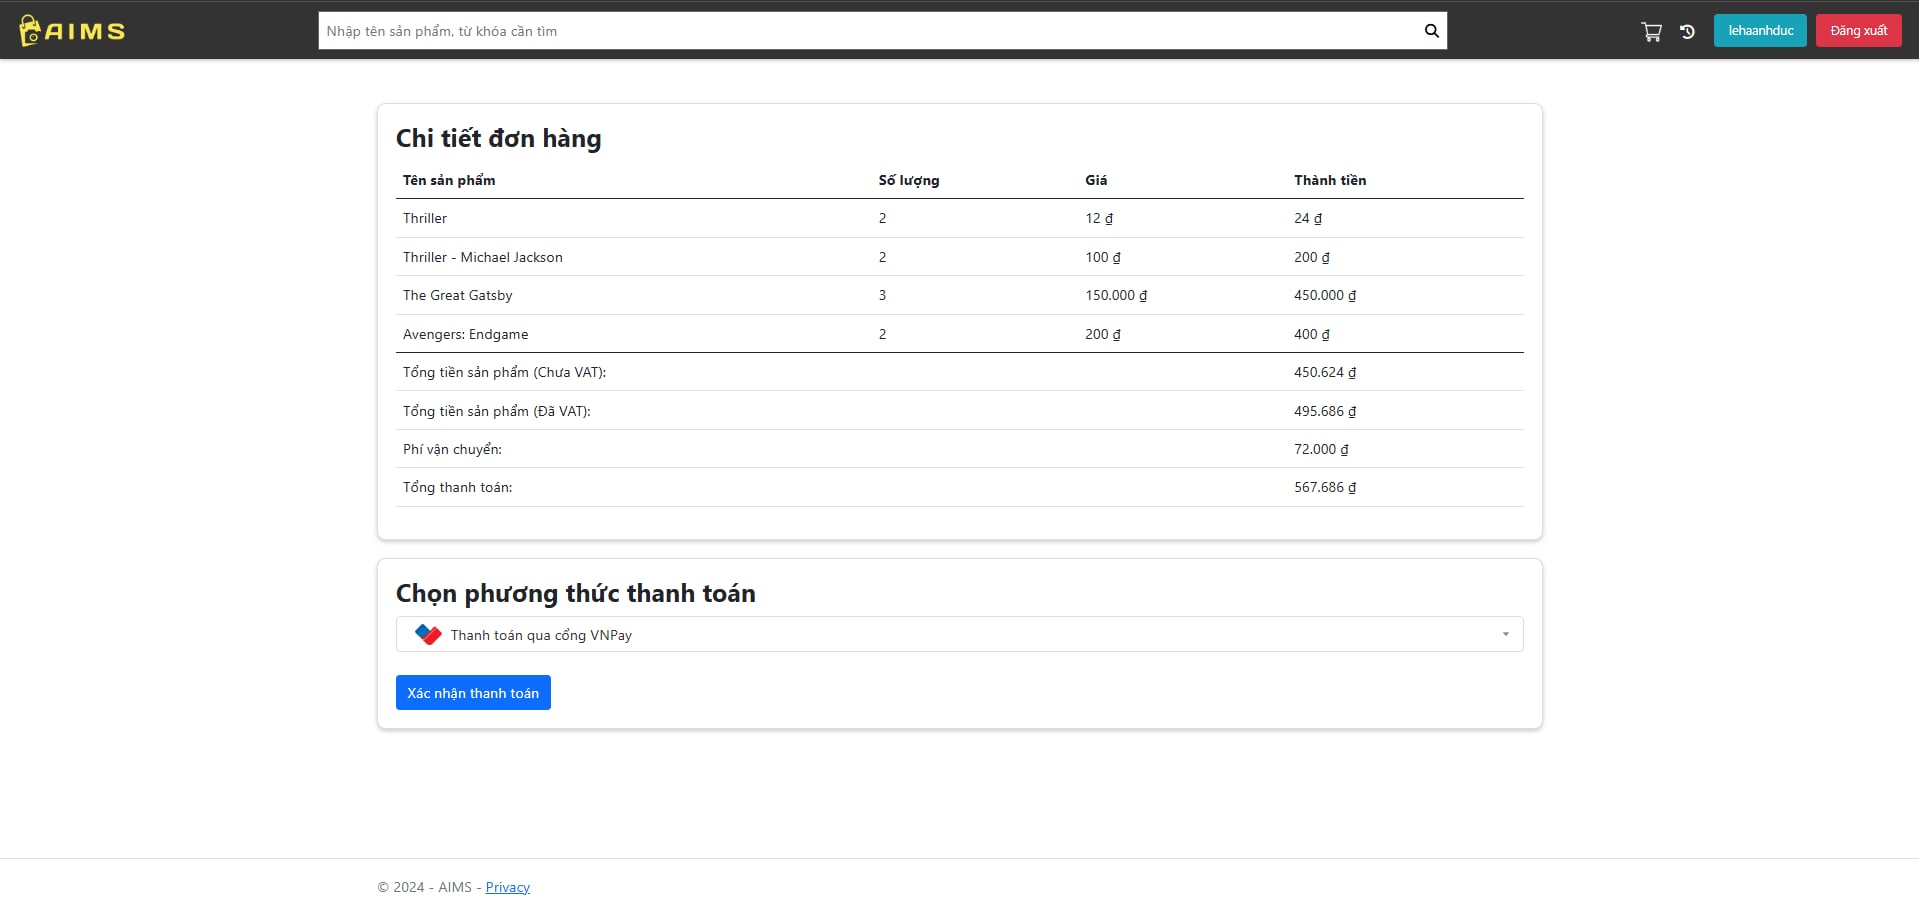 AIMS
Nhập tên sản phẩm, từ khóa cần tìm
lehaanhduc
Đăng xuất
Chi tiết đơn hàng
Tên sản phẩm Số lượng Giá Thành tiền
Thriller 2 12 ₫ 24 ₫
Thriller - Michael Jackson 2 100 ₫ 200 ₫
The Great Gatsby 3 150.000 ₫ 450.000 ₫
Avengers: Endgame 2 200 ₫ 400 ₫
Tổng tiền sản phẩm (Chưa VAT): 450.624 ₫
Tổng tiền sản phẩm (Đã VAT): 495.686 ₫
Phí vận chuyển: 72.000 ₫
Tổng thanh toán: 567.686 ₫
Chọn phương thức thanh toán
Thanh toán qua cổng VNPay
Xác nhận thanh toán
© 2024 - AIMS - Privacy